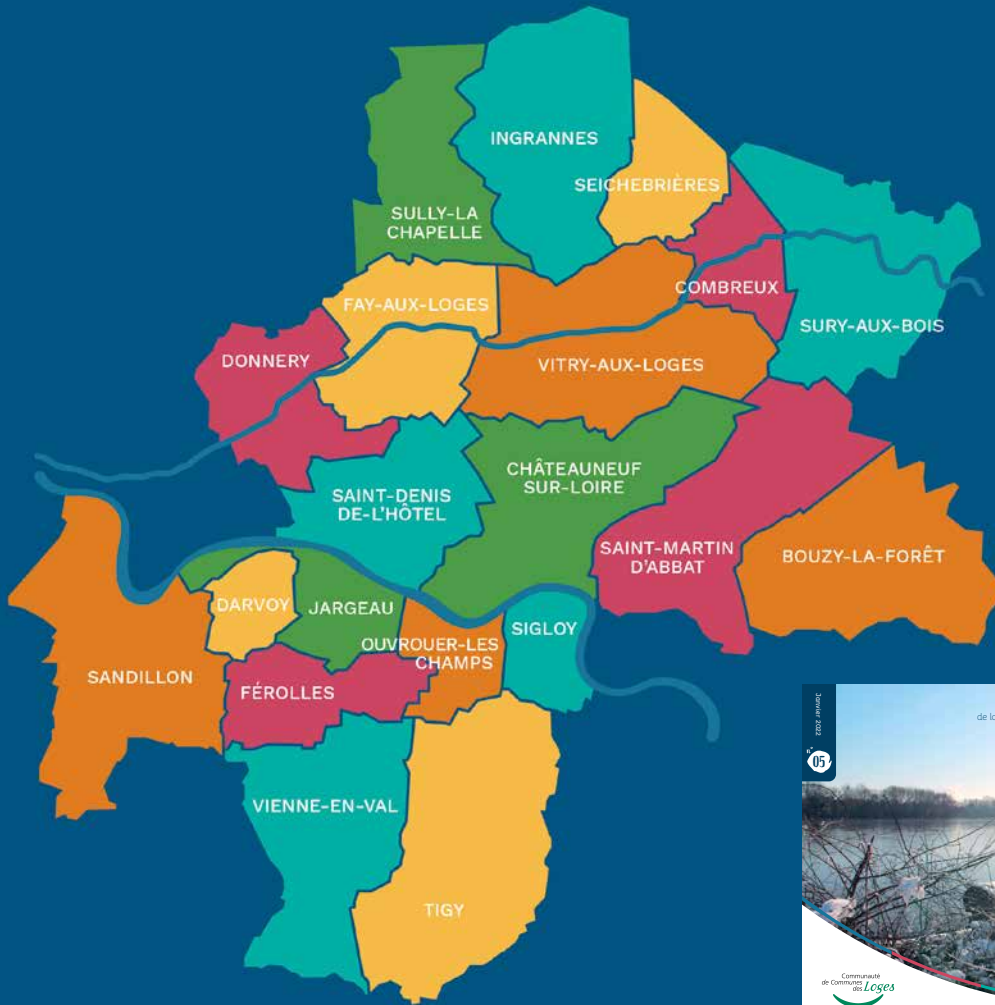 INGRANNES
SEICHEBRIÈRES
SULLY-LA
CHAPELLE
COMBREUX
FAY-AUX-LOGES
SURY-AUX-BOIS
DONNERY
VITRY-AUX-LOGES
CHÂTEAUNEUF
SUR-LOIRE
SAINT-DENIS
DE-L'HÔTEL
SAINT-MARTIN
D'ABBAT
BOUZY-LA-FORÊT
DARVOY
JARGEAU
SIGLOY
OUVROUER-LES
CHAMPS
SANDILLON
FÉROLLES
VIENNE-EN-VAL
TIGY
Janvier 2022
n°
05
Communauté
de Communes
des Loges